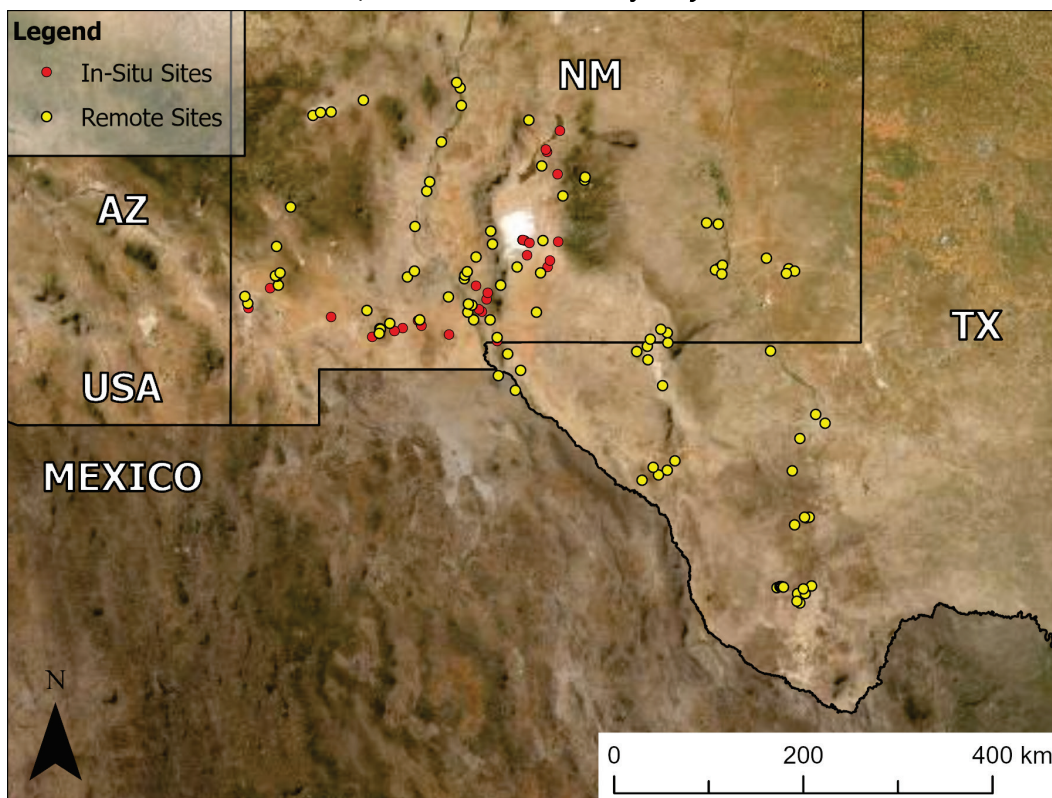 Legend
In-Situ Sites
Remote Sites
NM
AZ
TX
USA
MEXICO
N
0 200 400 km